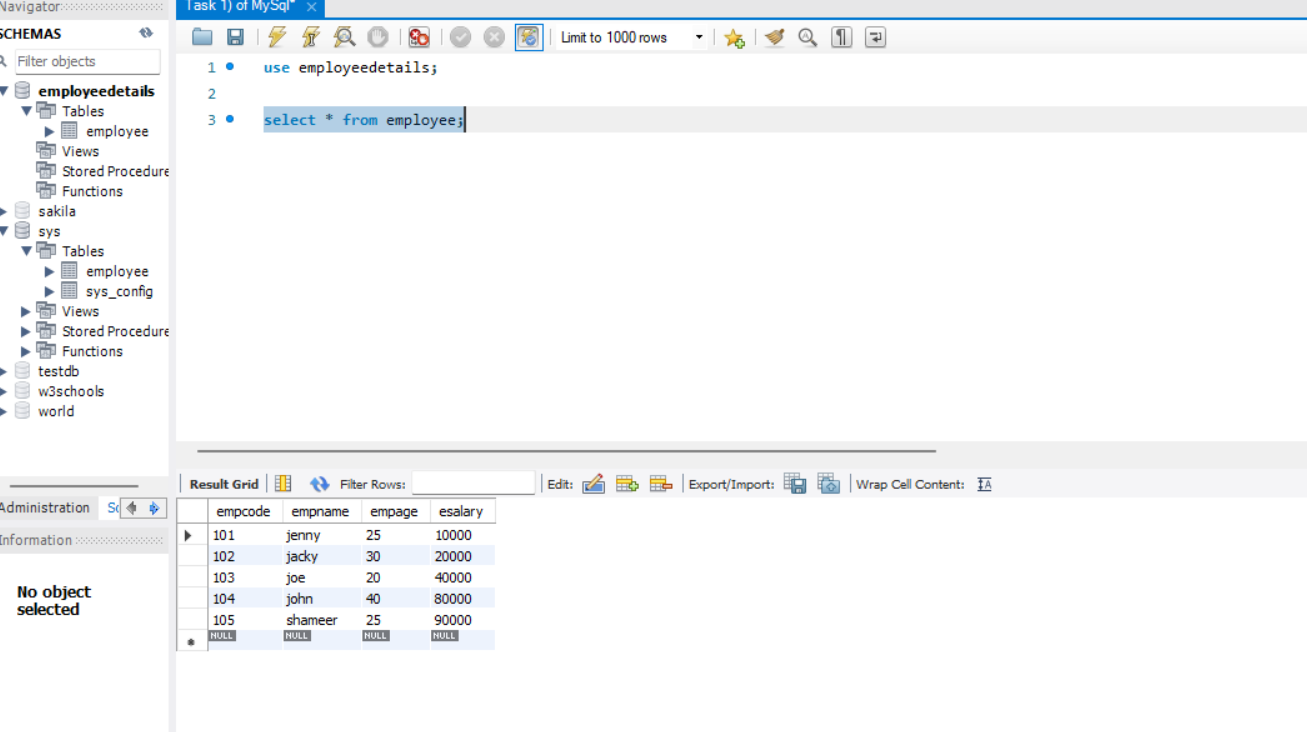 Navigator
Task 1) of MySql*
SCHEMAS
Limit to 1000 rows
Filter objects
employeedetails
Tables
employee
Views
Stored Procedure
Functions
sakila
sys
Tables
employee
sys_config
Views
Stored Procedure
Functions
testdb
w3schools
world
1 use employeedetails;
2
3 select * from employee;
Administration Sc
Information
No object
selected
Result Grid Filter Rows: Edit: Export/Import: Wrap Cell Content: IA
empcode empname empage esalary
101 jenny 25 10000
102 jacky 30 20000
103 joe 20 40000
104 john 40 80000
105 shameer 25 90000
NULL NULL NULL NULL